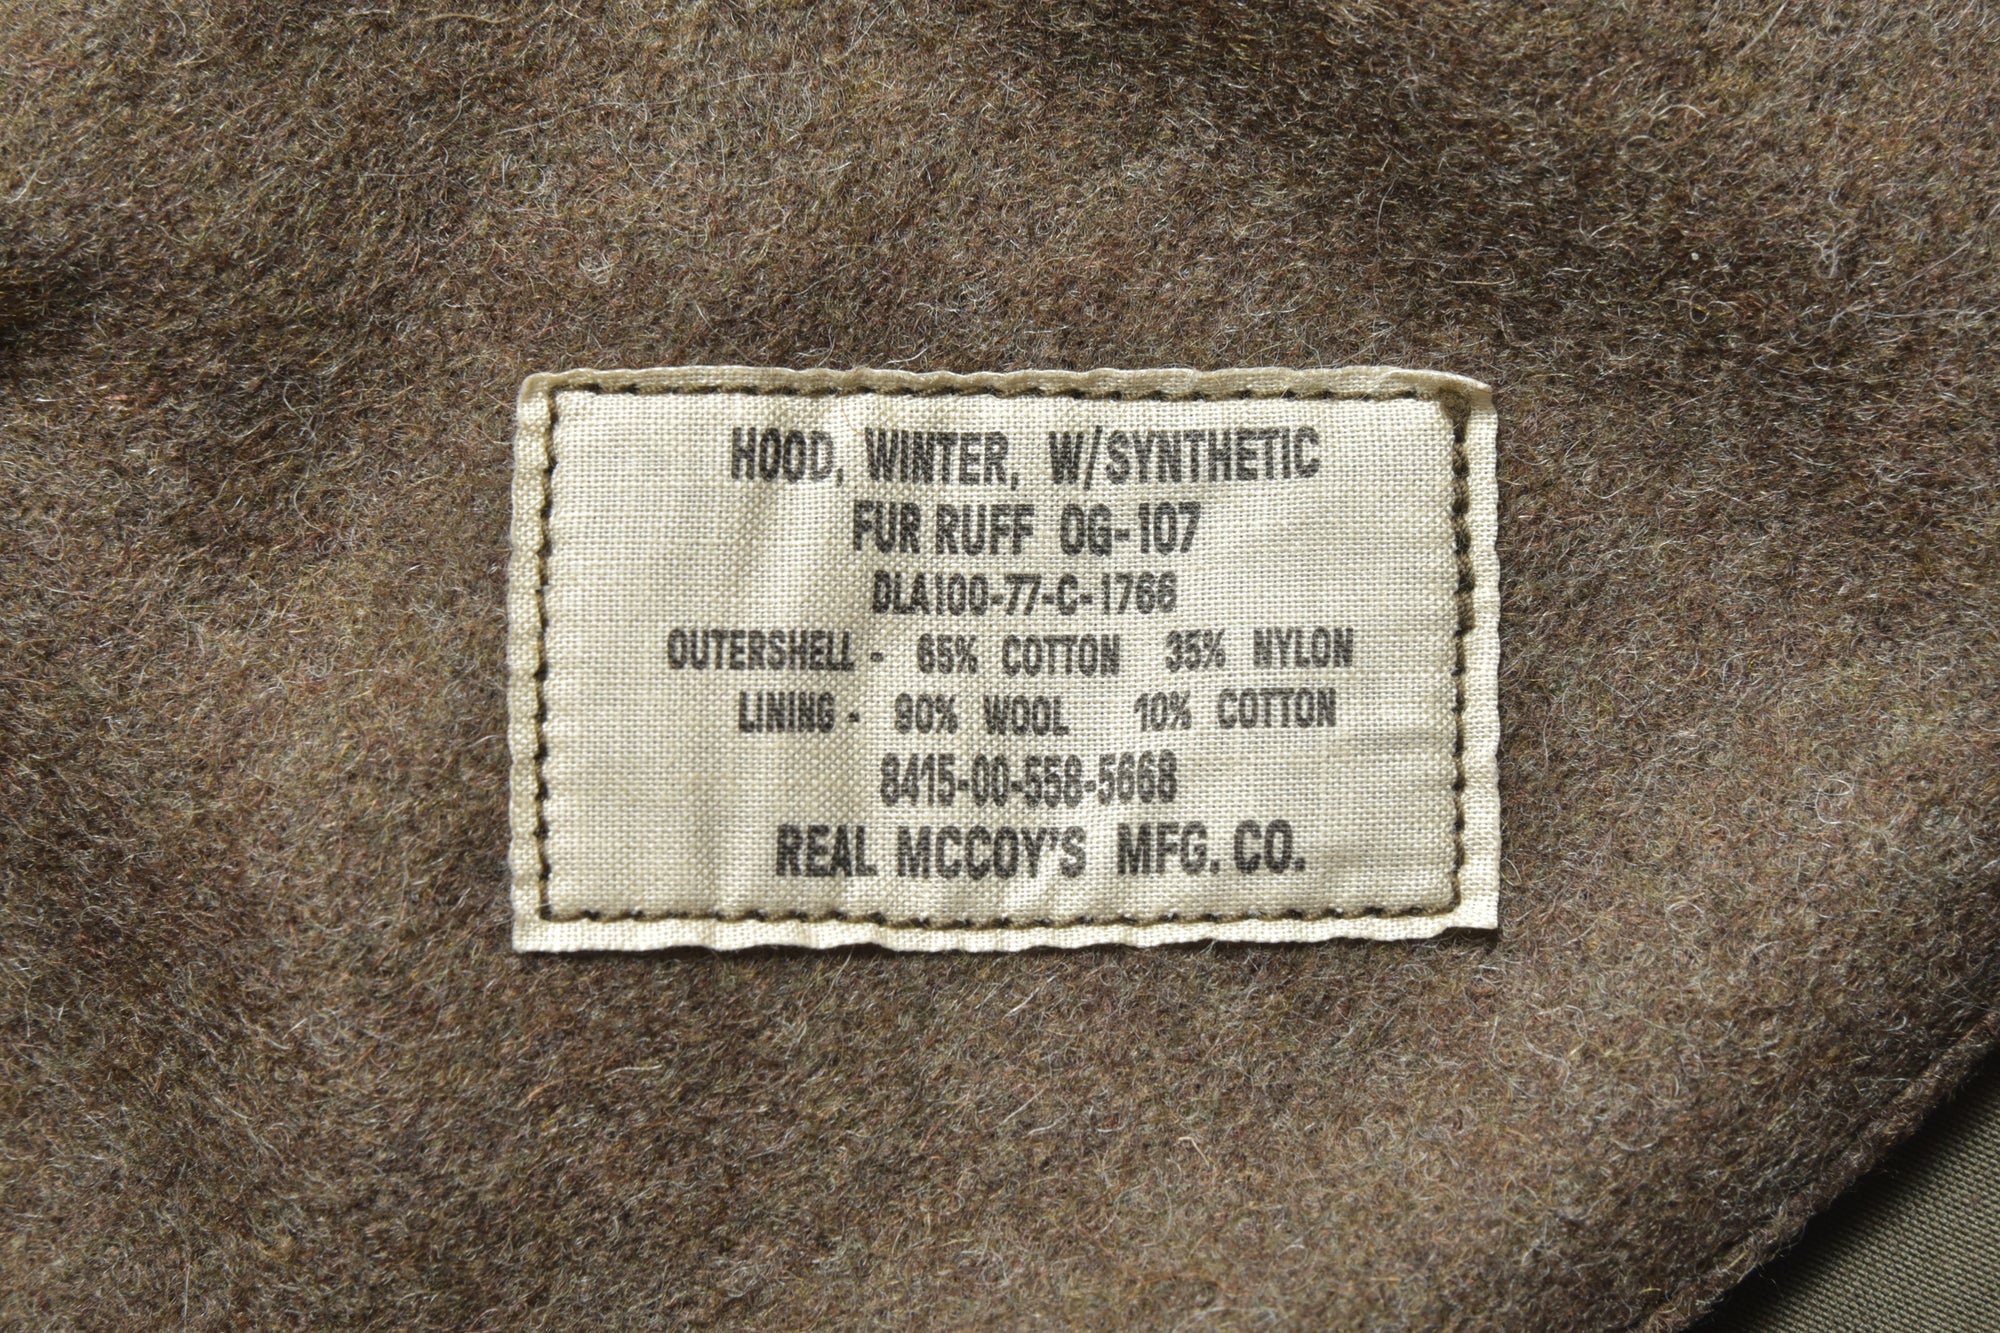 HOOD, WINTER, W/SYNTHETIC
FUR RUFF OG-107
DLA100-77-C-1766
OUTERSHELL - 65% COTTON 35% NYLON
LINING - 90% WOOL 10% COTTON
8415-00-558-5668
REAL MCCOY'S MFG. CO.